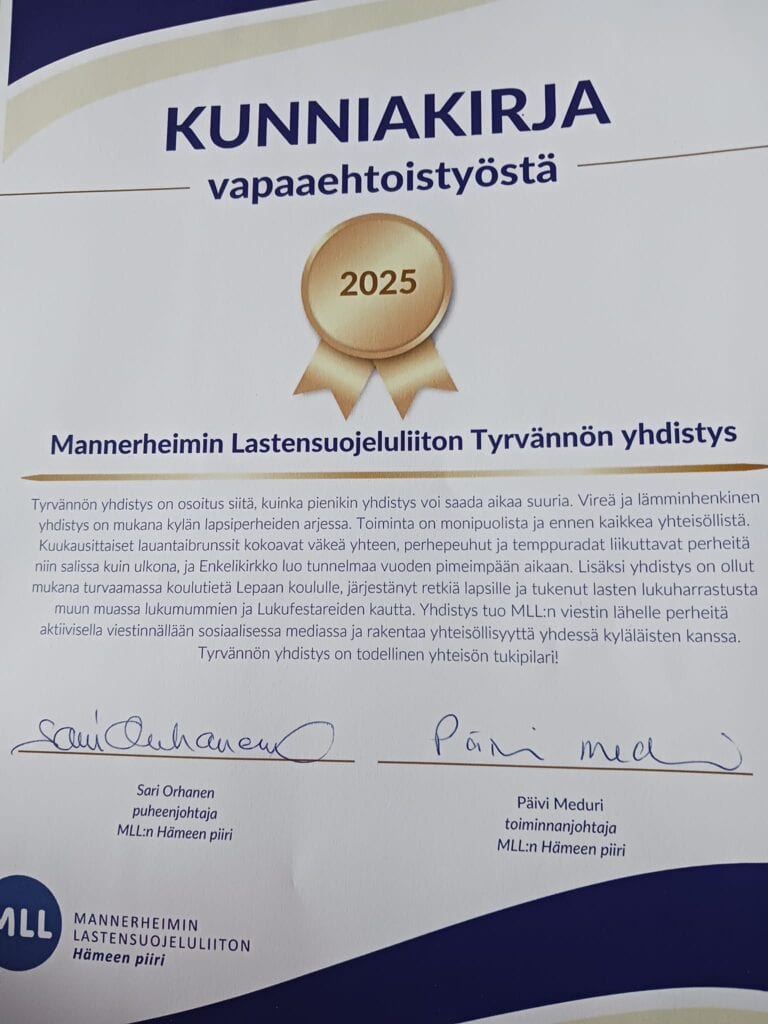 KUNNIAKIRJA
vapaaehtoistyöstä
2025
Mannerheimin Lastensuojeluliiton Tyrvännön yhdistys
Tyrvännön yhdistys on osoitus siitä, kuinka pienikin yhdistys voi saada aikaa suuria. Vireä ja lämminhenkinen
yhdistys on mukana kylän lapsiperheiden arjessa. Toiminta on monipuolista ja ennen kaikkea yhteisöllistä.
Kuukausittaiset lauantaibrunssit kokoavat väkeä yhteen, perhepeuhut ja temppuradat liikuttavat perheitä
niin salissa kuin ulkona, ja Enkelikirkko luo tunnelmaa vuoden pimeimpään aikaan. Lisäksi yhdistys on ollut
mukana turvaamassa koulutietä Lepaan koululle, järjestänyt retkiä lapsille ja tukenut lasten lukuharrastusta
muun muassa lukumummien ja Lukufestareiden kautta. Yhdistys tuo MLL:n viestin lähelle perheitä
aktiivisella viestinnällään sosiaalisessa mediassa ja rakentaa yhteisöllisyyttä yhdessä kyläläisten kanssa.
Tyrvännön yhdistys on todellinen yhteisön tukipilari!
Sari Orhanen
Päivi Meduri
Sari Orhanen
puheenjohtaja
MLL:n Hämeen piiri
Päivi Meduri
toiminnanjohtaja
MLL:n Hämeen piiri
MLL
MANNERHEIMIN
LASTENSUOJELULIITON
Hämeen piiri